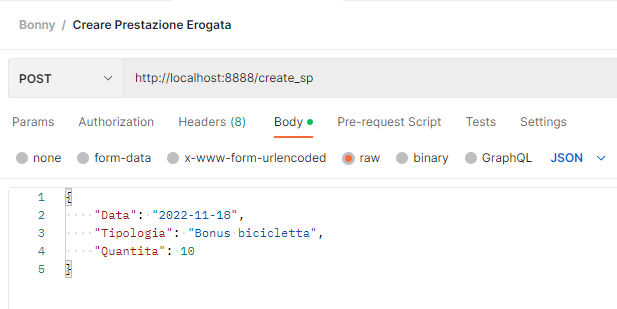 Bonny / Creare Prestazione Erogata
POST http://localhost:8888/create_sp
Params Authorization Headers (8) Body Pre-request Script Tests Settings
none form-data x-www-form-urlencoded raw binary GraphQL JSON
1 {
2 "Data": "2022-11-18",
3 "Tipologia": "Bonus bicicletta",
4 "Quantita": 10
5 }